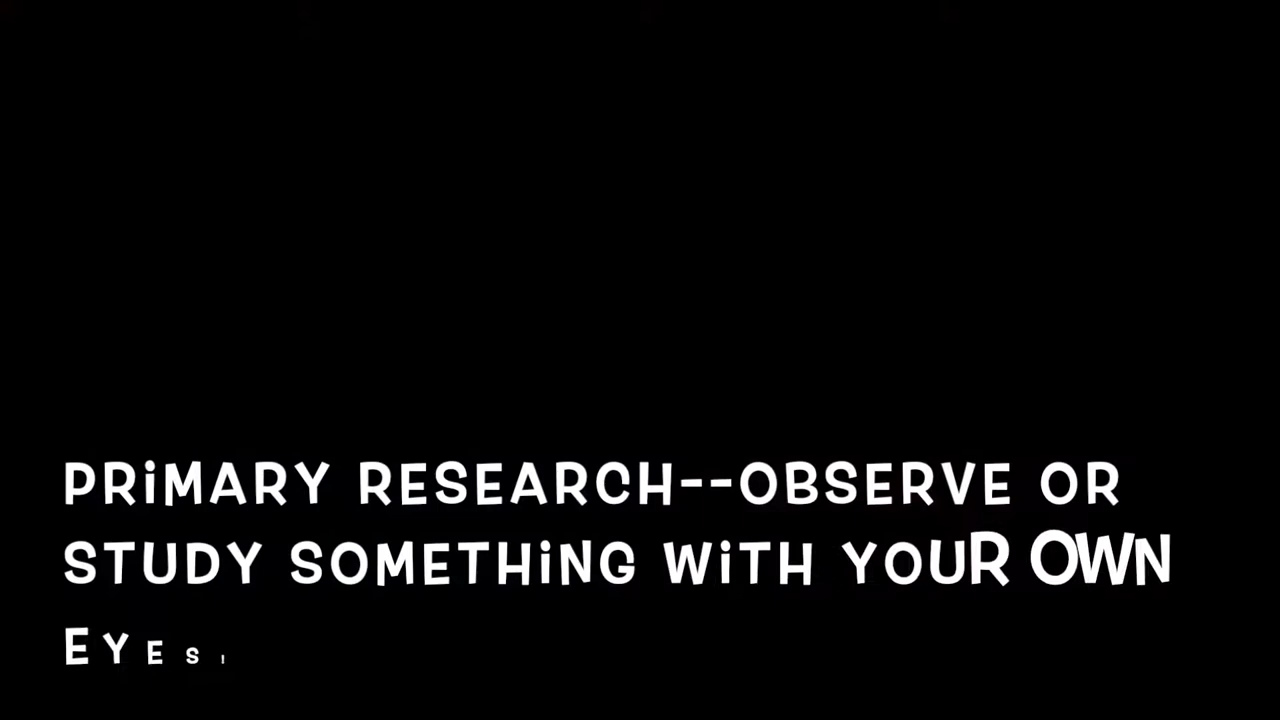 PRiMARY RESEARCH--OBSERVE OR
STUDY SOMETHiNG WiTH YOUR OWN
EYES!